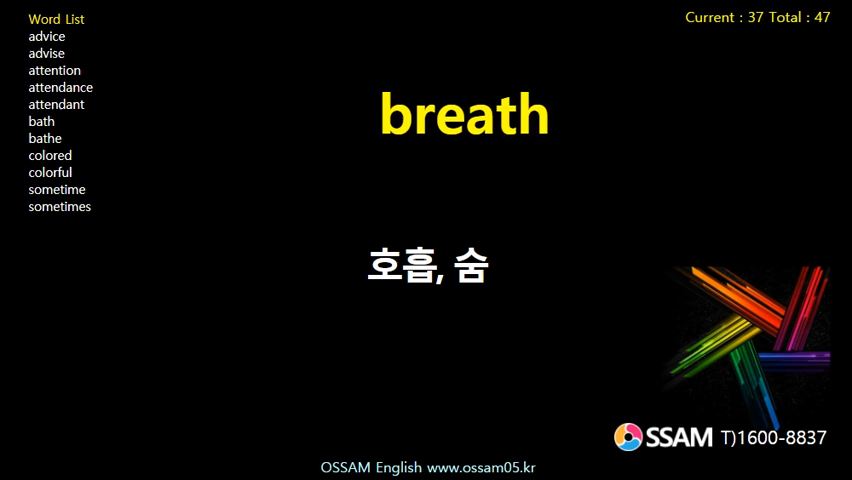 Word List
advice
advise
attention
attendance
attendant
bath
bathe
colored
colorful
sometime
sometimes
Current : 37 Total : 47
breath
호흡, 숨
OSSAM T)1600-8837
OSSAM English www.ossam05.kr